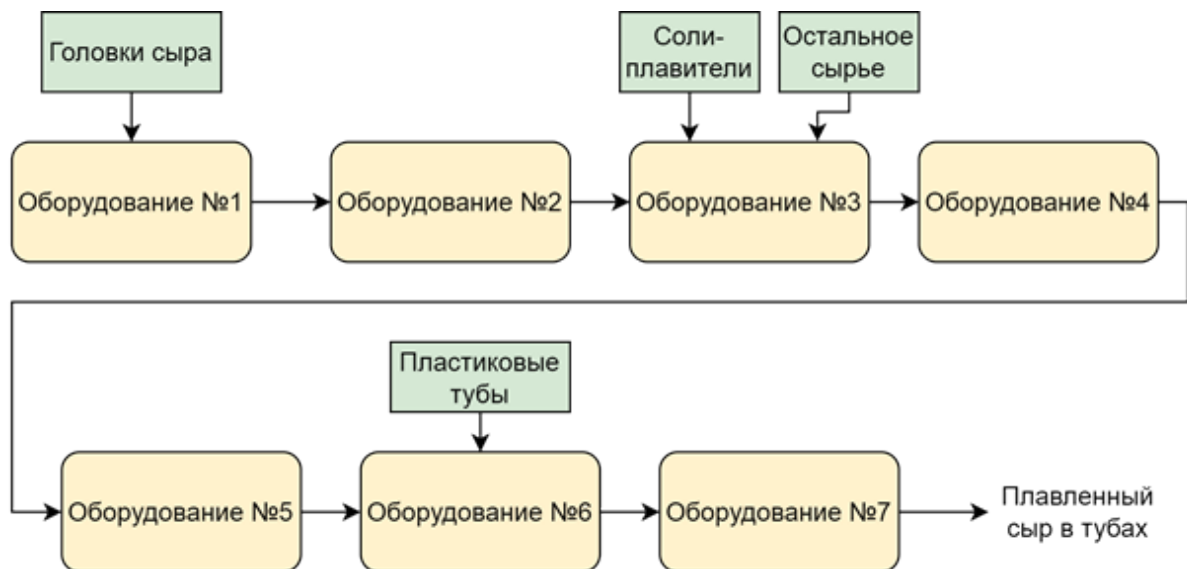 Головки сыра
Соли-
плавители
Остальное
сырье
Оборудование №1
Оборудование №2
Оборудование №3
Оборудование №4
Пластиковые
тубы
Оборудование №5
Оборудование №6
Оборудование №7
Плавленный
сыр в тубах